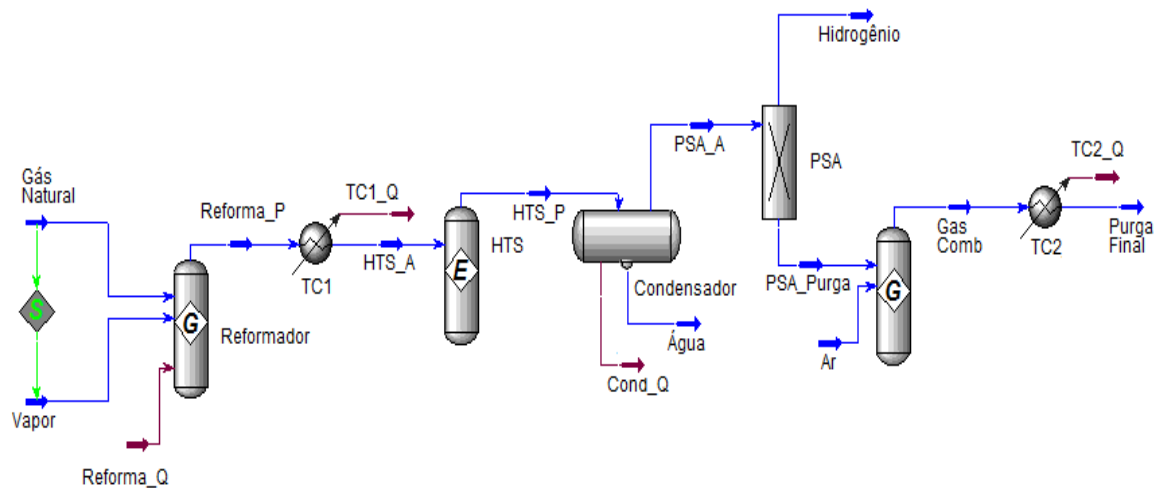 Hidrogênio
PSA_A
PSA
TC2_Q
Gás
Natural
TC1_Q
Reforma_P
HTS_P
HTS
HTS_A
TC1
Gas
Comb
TC2
Purga
Final
S
E
G
Reformador
Condensador
PSA_Purga
G
Água
Ar
Cond_Q
Vapor
Reforma_Q